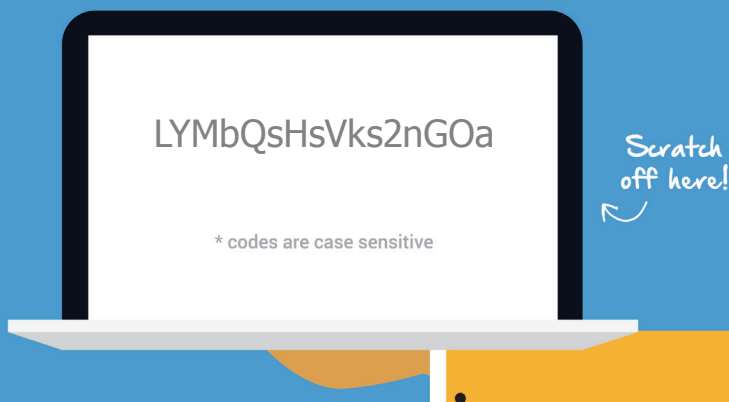 LYMbQsHsVks2nGOa
Scratch
off here!
* codes are case sensitive